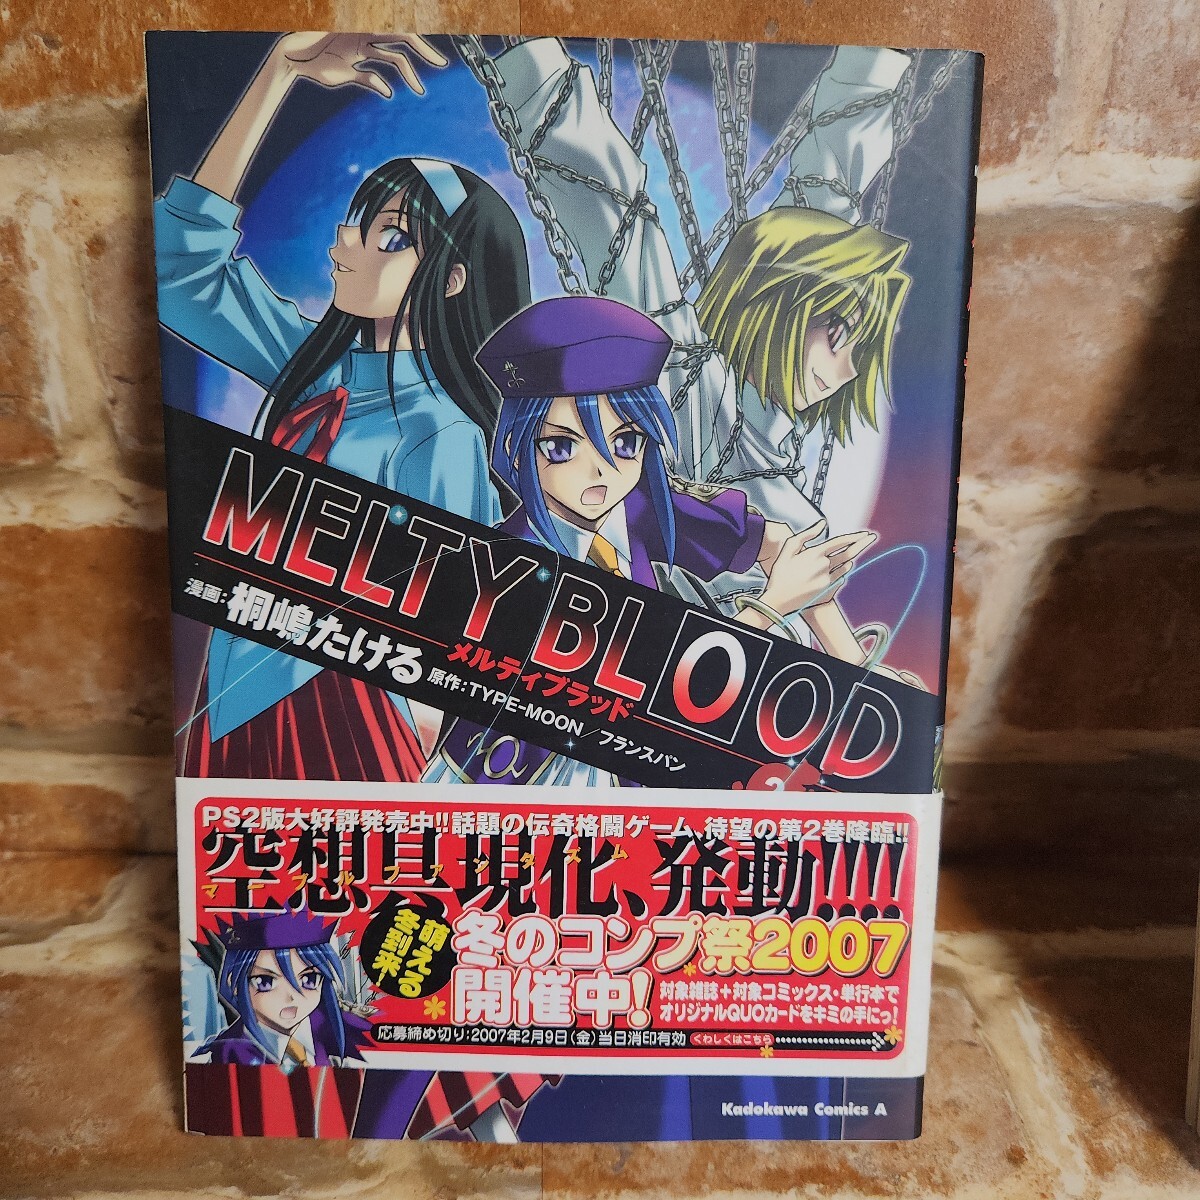 MELTY BLOOD
メルティブラッド
漫画：桐嶋たける
原作：TYPE-MOON／フランスパン
2
PS2版大好評発売中!!話題の伝奇格闘ゲーム、待望の第2巻降臨!!
空想具現化、発動!!!!
マーブルファンタズム
萌える
冬到来!
冬のコンプ祭2007
開催中!
対象雑誌＋対象コミックス・単行本で
オリジナルQUOカードをキミの手にっ!
応募締め切り：2007年2月9日（金）当日消印有効
くわしくはこちら
Kadokawa Comics A